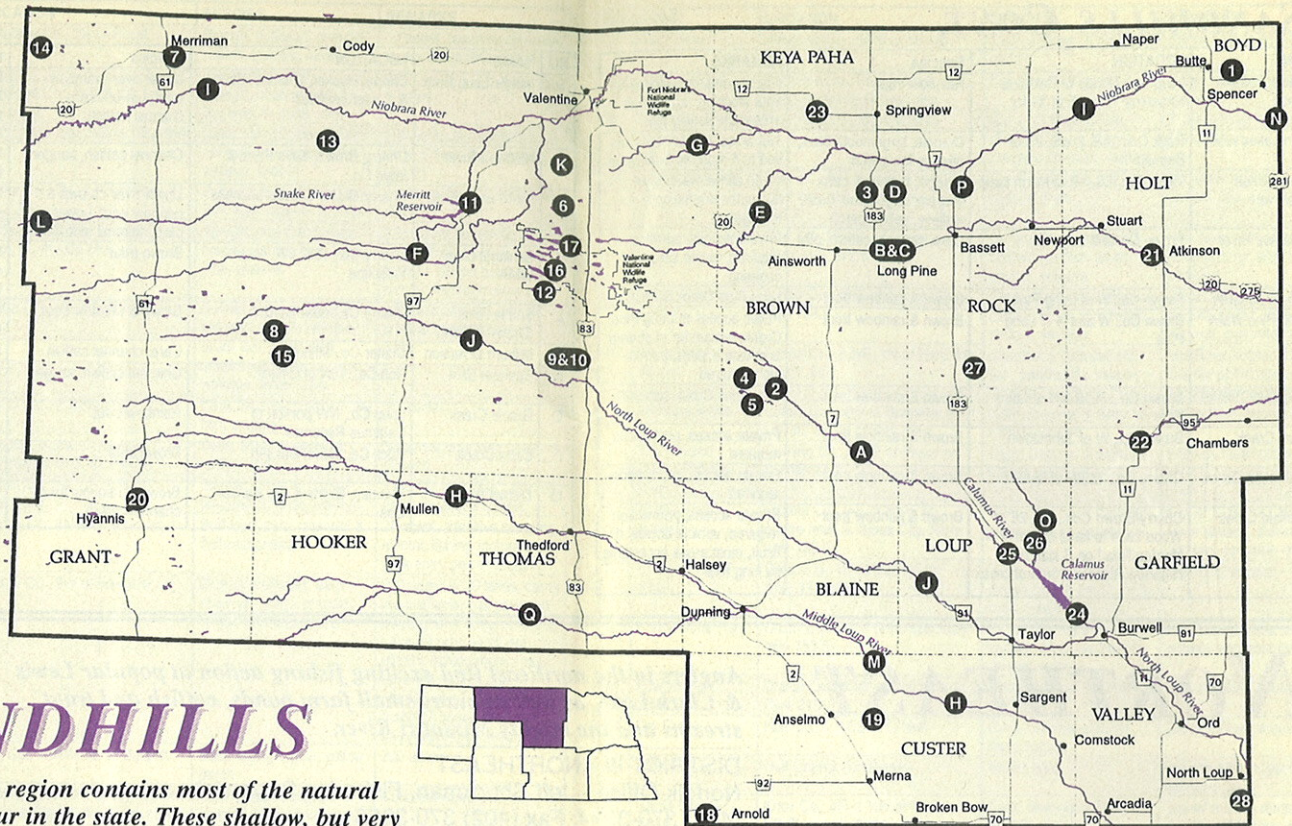 14
Merriman
7
Cody
20
61
I
20
Niobrara River
13
Valentine
Fort Niobrara
National
Wildlife
Refuge
KEYA PAHA
12
12
23
Springview
Naper
BOYD
Butte
1
Spencer
Niobrara River
I
N
11
281
G
K
7
HOLT
Snake River
Merritt
Reservoir
11
L
6
F
3
D
P
183
20
E
17
16
12
Valentine
National
Wildlife
Refuge
Ainsworth
B&C
Long Pine
Bassett
Newport
Stuart
21
Atkinson
20
275
61
97
83
BROWN
ROCK
8
15
J
9&10
4
2
5
27
183
7
North Loup River
A
95
22
Chambers
11
20
Hyannis
2
Mullen
H
Calamus River
O
26
25
GRANT
HOOKER
THOMAS
Thedford
97
83
2
Halsey
LOUP
Calamus
Reservoir
GARFIELD
BLAINE
J
91
24
Q
Dunning
Middle Loup River
Taylor
Burwell
91
M
2
North Loup River
11
70
Anselmo
19
H
Sargent
VALLEY
Ord
CUSTER
Comstock
NDHILLS
92
Merna
North Loup
28
region contains most of the natural
ur in the state. These shallow, but very
18
Arnold
Broken Bow
70
Arcadia
70